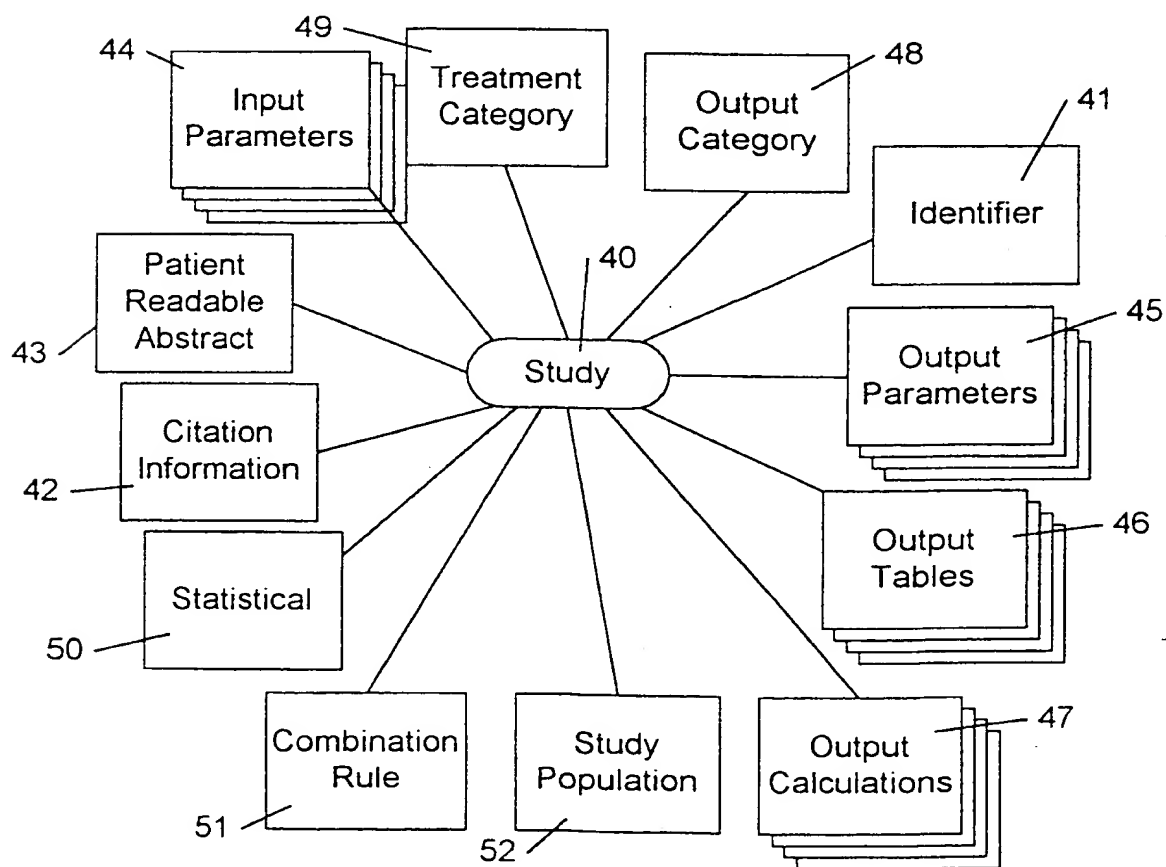 49
44
Treatment
Category
48
Output
Category
41
Input
Parameters
Identifier
Patient
Readable
Abstract
43
40
Study
45
Output
Parameters
Citation
Information
42
46
Output
Tables
Statistical
50
Combination
Rule
51
Study
Population
52
47
Output
Calculations